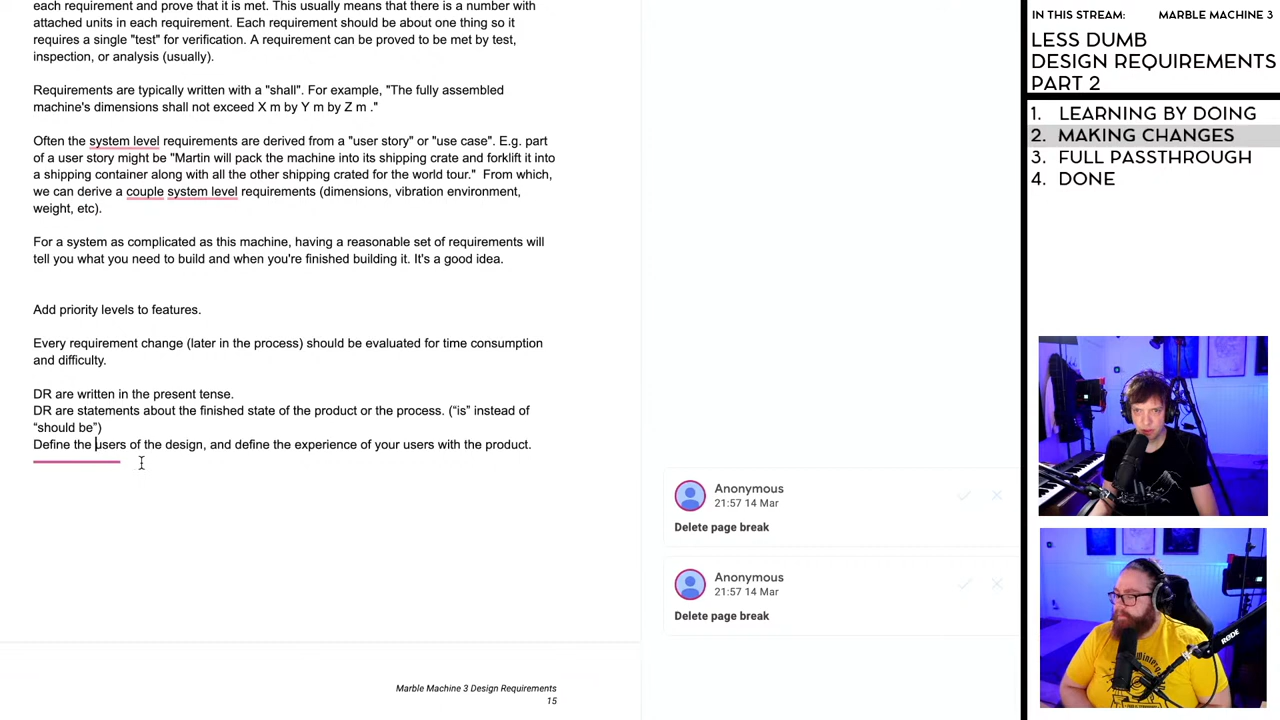 each requirement and prove that it is met. This usually means that there is a number with
attached units in each requirement. Each requirement should be about one thing so it
requires a single "test" for verification. A requirement can be proved to be met by test,
inspection, or analysis (usually).
Requirements are typically written with a "shall". For example, "The fully assembled
machine's dimensions shall not exceed X m by Y m by Z m ."
Often the system level requirements are derived from a "user story" or "use case". E.g. part
of a user story might be "Martin will pack the machine into its shipping crate and forklift it into
a shipping container along with all the other shipping crated for the world tour."  From which,
we can derive a couple system level requirements (dimensions, vibration environment,
weight, etc).
For a system as complicated as this machine, having a reasonable set of requirements will
tell you what you need to build and when you're finished building it. It's a good idea.
Add priority levels to features.
Every requirement change (later in the process) should be evaluated for time consumption
and difficulty.
DR are written in the present tense.
DR are statements about the finished state of the product or the process. (“is” instead of
“should be”)
Define the users of the design, and define the experience of your users with the product.
Marble Machine 3 Design Requirements
15
Anonymous
21:57 14 Mar
Delete page break
Anonymous
21:57 14 Mar
Delete page break
IN THIS STREAM: MARBLE MACHINE 3
LESS DUMB
DESIGN REQUIREMENTS
PART 2
1. LEARNING BY DOING
2. MAKING CHANGES
3. FULL PASSTHROUGH
4. DONE
RODE